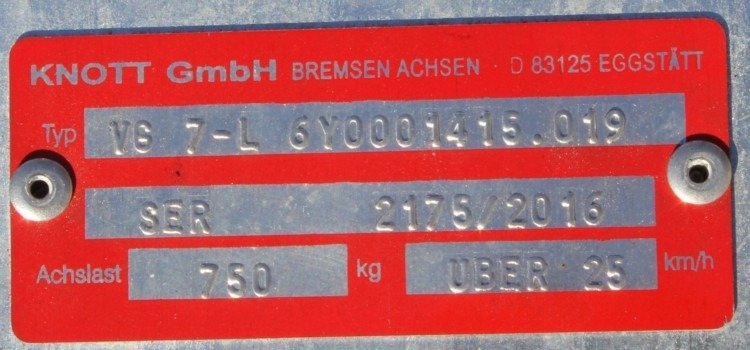 KNOTT GmbH BREMSEN ACHSEN · D 83125 EGGSTÄTT
Typ VG 7-L 6Y0001415.019
SER 2175/2016
Achslast 750 kg UBER 25 km/h